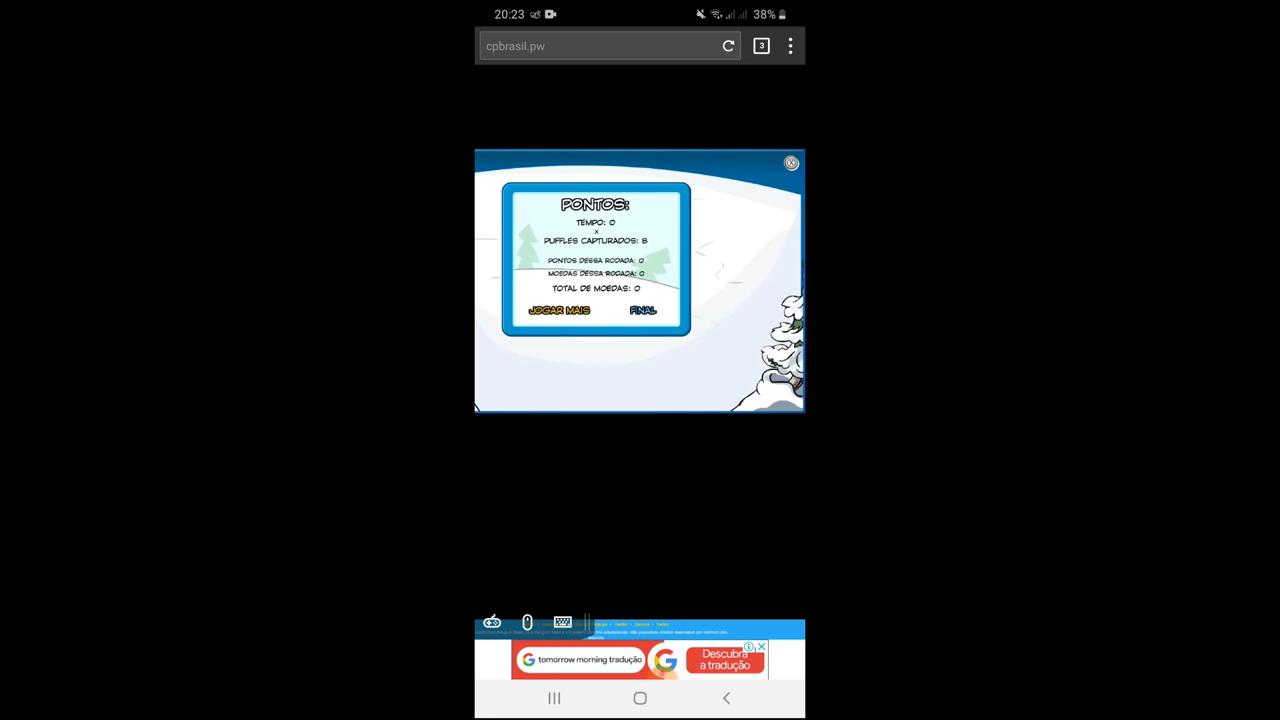 20:23
38%
cpbrasil.pw
3
PONTOS:
TEMPO: 0
x
PUFFLES CAPTURADOS: 6
PONTOS DESSA RODADA: 0
MOEDAS DESSA RODADA: 0
TOTAL DE MOEDAS: 0
JOGAR MAIS
FINAL
tomorrow morning tradução
Descubra
a tradução